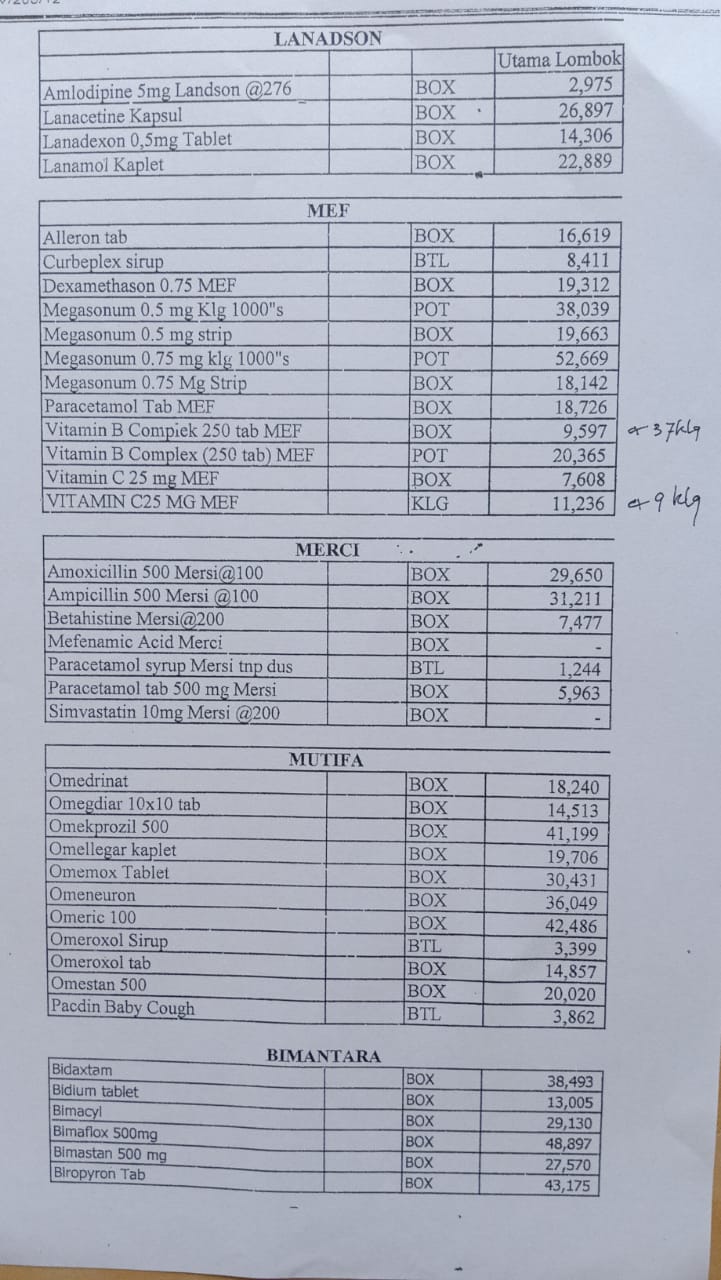 LANADSON
Utama Lombok
Amlodipine 5mg Landson @276 BOX 2,975
Lanacetine Kapsul BOX 26,897
Lanadexon 0,5mg Tablet BOX 14,306
Lanamol Kaplet BOX 22,889
MEF
Alleron tab BOX 16,619
Curbeplex sirup BTL 8,411
Dexamethason 0.75 MEF BOX 19,312
Megasonum 0.5 mg Klg 1000"s POT 38,039
Megasonum 0.5 mg strip BOX 19,663
Megasonum 0.75 mg klg 1000"s POT 52,669
Megasonum 0.75 Mg Strip BOX 18,142
Paracetamol Tab MEF BOX 18,726
Vitamin B Compiek 250 tab MEF BOX 9,597 37klg
Vitamin B Complex (250 tab) MEF POT 20,365
Vitamin C 25 mg MEF BOX 7,608
VITAMIN C25 MG MEF KLG 11,236 9 klg
MERCI
Amoxicillin 500 Mersi@100 BOX 29,650
Ampicillin 500 Mersi @100 BOX 31,211
Betahistine Mersi@200 BOX 7,477
Mefenamic Acid Merci BOX -
Paracetamol syrup Mersi tnp dus BTL 1,244
Paracetamol tab 500 mg Mersi BOX 5,963
Simvastatin 10mg Mersi @200 BOX -
MUTIFA
Omedrinat BOX 18,240
Omegdiar 10x10 tab BOX 14,513
Omekprozil 500 BOX 41,199
Omellegar kaplet BOX 19,706
Omemox Tablet BOX 30,431
Omeneuron BOX 36,049
Omeric 100 BOX 42,486
Omeroxol Sirup BTL 3,399
Omeroxol tab BOX 14,857
Omestan 500 BOX 20,020
Pacdin Baby Cough BTL 3,862
BIMANTARA
Bidaxtam BOX 38,493
Bidium tablet BOX 13,005
Bimacyl BOX 29,130
Bimaflox 500mg BOX 48,897
Bimastan 500 mg BOX 27,570
Biropyron Tab BOX 43,175